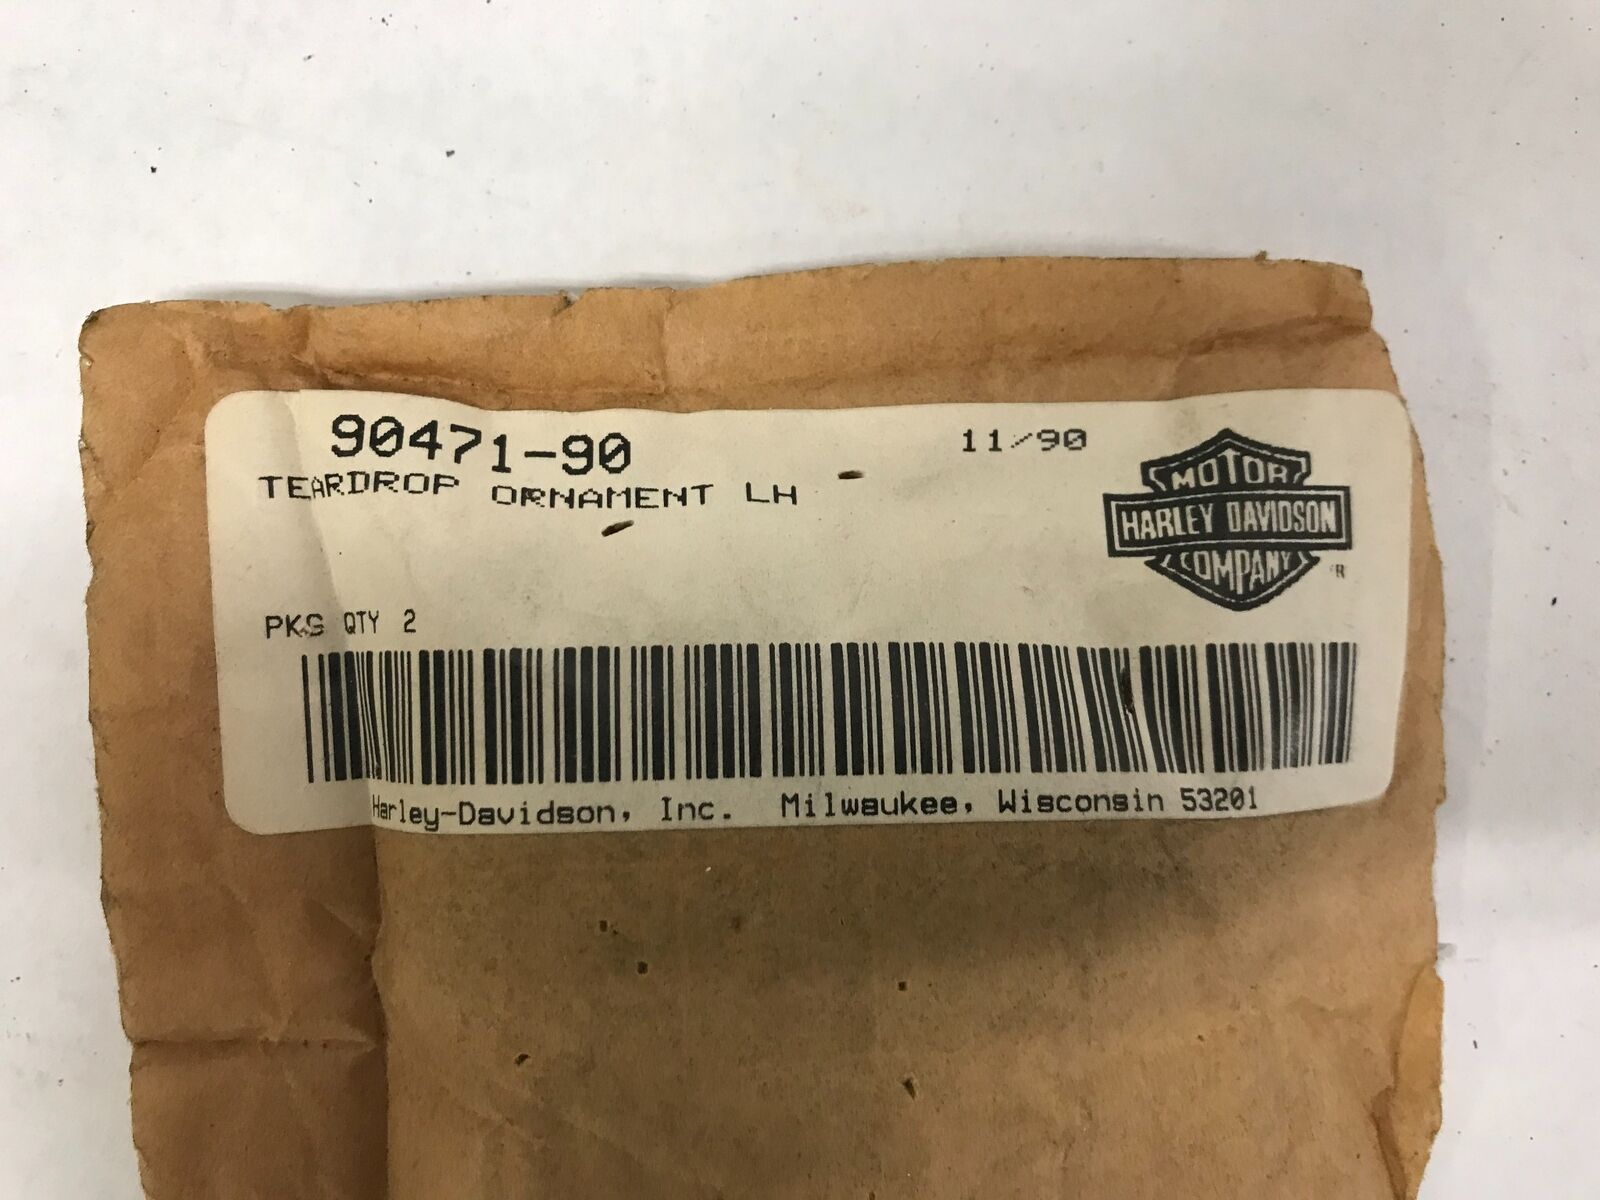 90471-90
11/90
TEARDROP ORNAMENT LH
MOTOR
HARLEY DAVIDSON
COMPANY
®
PKG QTY 2
Harley-Davidson, Inc. Milwaukee, Wisconsin 53201